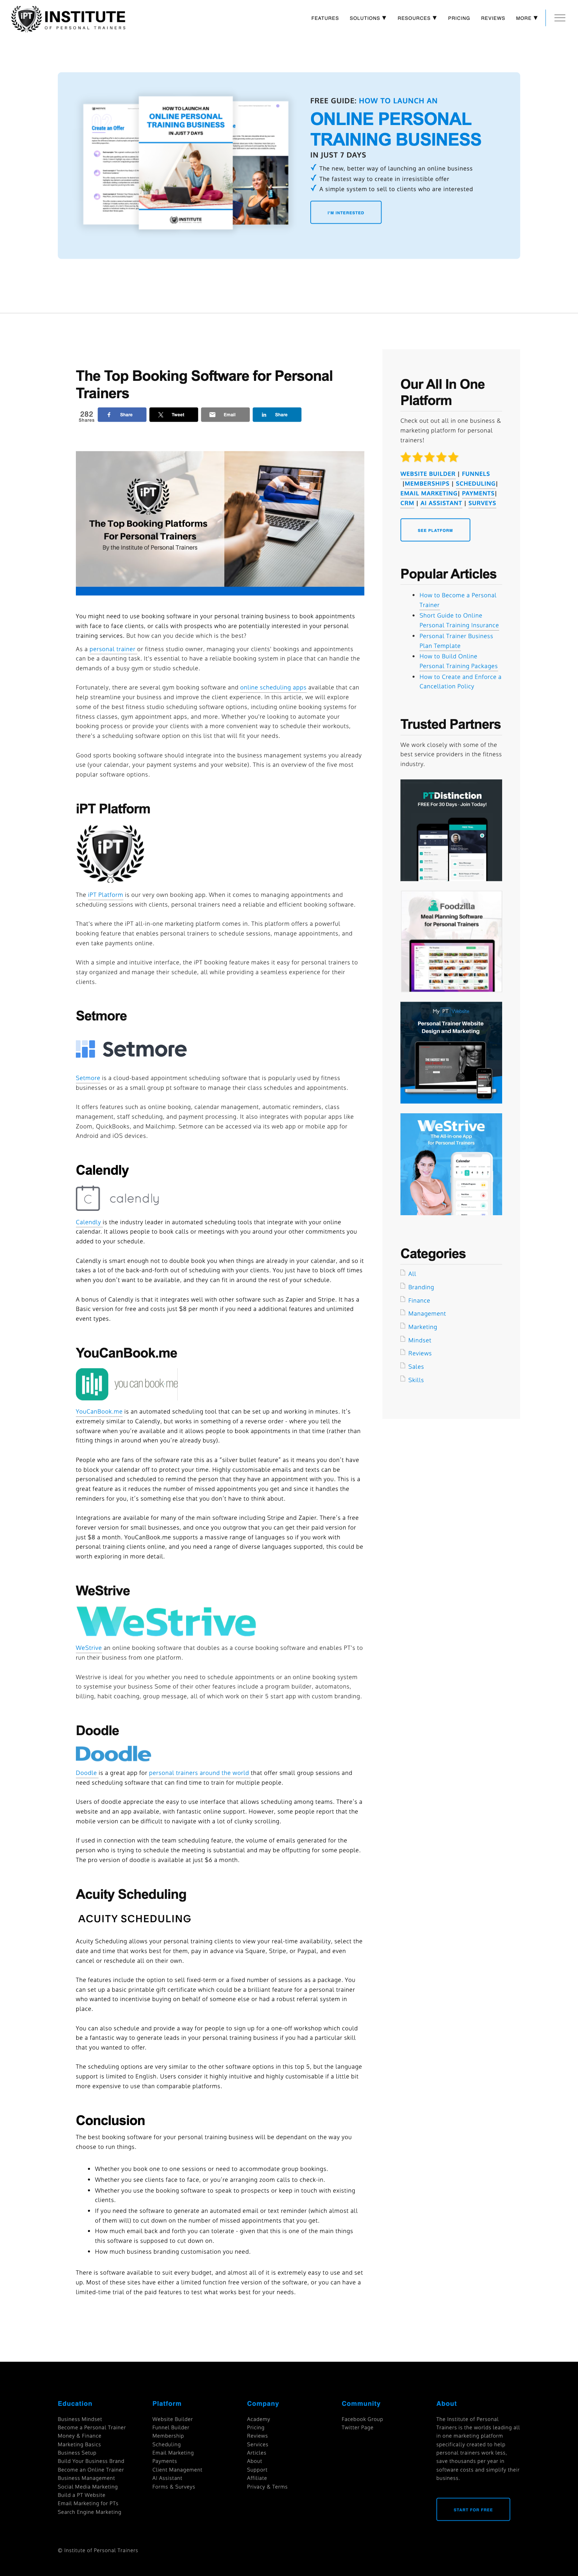 iPT INSTITUTE
OF PERSONAL TRAINERS
FEATURES SOLUTIONS ▼ RESOURCES ▼ PRICING REVIEWS MORE ▼
Create an Offer
HOW TO LAUNCH AN
ONLINE PERSONAL
TRAINING BUSINESS
IN JUST 7 DAYS
INSTITUTE
FREE GUIDE: HOW TO LAUNCH AN
ONLINE PERSONAL
TRAINING BUSINESS
IN JUST 7 DAYS
The new, better way of launching an online business
The fastest way to create in irresistible offer
A simple system to sell to clients who are interested
I'M INTERESTED
The Top Booking Software for Personal
Trainers
282
Shares
Share
Tweet
Email
Share
iPT
The Top Booking Platforms
For Personal Trainers
By the Institute of Personal Trainers
You might need to use booking software in your personal training business to book appointments
with face to face clients, or calls with prospects who are potentially interested in your personal
training services. But how can you decide which is the best?
As a personal trainer or fitness studio owner, managing your clients' bookings and appointments
can be a daunting task. It's essential to have a scheduling software in place that can handle the
demands of a busy gym or studio schedule.
Fortunately, there are several gym booking software and online scheduling apps available that can
help streamline your business and improve the client experience. In this article, we will explore
some of the best fitness studio scheduling software options, including online booking systems for
fitness classes, gym appointment apps, and more. Whether you're looking to automate your
booking process or provide your clients with a more convenient way to schedule their workouts,
there's a scheduling software option on this list that will fit your needs.
Good sports booking software should integrate into the business management systems you already
use (your calendar, your payment systems and your website). This is an overview of the five most
popular software options.
iPT Platform
iPT
The iPT Platform is our very own booking app. When it comes to managing appointments and
scheduling sessions with clients, personal trainers need a reliable and efficient booking software.
That's where the iPT all-in-one marketing platform comes in. This platform offers a powerful
booking feature that enables personal trainers to schedule sessions, manage appointments, and
even take payments online.
With a simple and intuitive interface, the iPT booking feature makes it easy for personal trainers to
stay organized and manage their schedule, all while providing a seamless experience for their
clients.
Setmore
Setmore
Setmore is a cloud-based appointment scheduling software that is popularly used by fitness
businesses or as a small group pt software to manage their class schedules and appointments.
It offers features such as online booking, calendar management, automatic reminders, class
management, staff scheduling, and payment processing. It also integrates with popular apps like
Zoom, QuickBooks, and Mailchimp. Setmore can be accessed via its web app or mobile app for
Android and iOS devices.
Calendly
C calendly
Calendly is the industry leader in automated scheduling tools that integrate with your online
calendar. It allows people to book calls or meetings with you around your other commitments you
added to your schedule.
Calendly is smart enough not to double book you when things are already in your calendar, and so it
takes a lot of the back-and-forth out of scheduling with your clients. You just have to block off times
when you don't want to be available, and they can fit in around the rest of your schedule.
A bonus of Calendly is that it integrates well with other software such as Zapier and Stripe. It has a
Basic version for free and costs just $8 per month if you need a additional features and unlimited
event types.
YouCanBook.me
you can book me
YouCanBook.me is an automated scheduling tool that can be set up and working in minutes. It's
extremely similar to Calendly, but works in something of a reverse order - where you tell the
software when you're available and it allows people to book appointments in that time (rather than
fitting things in around when you're already busy).
People who are fans of the software rate this as a "silver bullet feature" as it means you don't have
to block your calendar off to protect your time. Highly customisable emails and texts can be
personalised and scheduled to remind the person that they have an appointment with you. This is a
great feature as it reduces the number of missed appointments you get and since it handles the
reminders for you, it's something else that you don't have to think about.
Integrations are available for many of the main software including Stripe and Zapier. There's a free
forever version for small businesses, and once you outgrow that you can get their paid version for
just $8 a month. YouCanBook.me supports a massive range of languages so if you work with
personal training clients online, and you need a range of diverse languages supported, this could be
worth exploring in more detail.
WeStrive
WeStrive
WeStrive an online booking software that doubles as a course booking software and enables PT's to
run their business from one platform.
Westrive is ideal for you whether you need to schedule appointments or an online booking system
to systemise your business Some of their other features include a program builder, automations,
billing, habit coaching, group message, all of which work on their 5 start app with custom branding.
Doodle
Doodle
Doodle is a great app for personal trainers around the world that offer small group sessions and
need scheduling software that can find time to train for multiple people.
Users of doodle appreciate the easy to use interface that allows scheduling among teams. There's a
website and an app available, with fantastic online support. However, some people report that the
mobile version can be difficult to navigate with a lot of clunky scrolling.
If used in connection with the team scheduling feature, the volume of emails generated for the
person who is trying to schedule the meeting is substantial and may be offputting for some people.
The pro version of doodle is available at just $6 a month.
Acuity Scheduling
ACUITY SCHEDULING
Acuity Scheduling allows your personal training clients to view your real-time availability, select the
date and time that works best for them, pay in advance via Square, Stripe, or Paypal, and even
cancel or reschedule all on their own.
The features include the option to sell fixed-term or a fixed number of sessions as a package. You
can set up a basic printable gift certificate which could be a brilliant feature for a personal trainer
who wanted to incentivise buying on behalf of someone else or had a robust referral system in
place.
You can also schedule and provide a way for people to sign up for a one-off workshop which could
be a fantastic way to generate leads in your personal training business if you had a particular skill
that you wanted to offer.
The scheduling options are very similar to the other software options in this top 5, but the language
support is limited to English. Users consider it highly intuitive and highly customisable if a little bit
more expensive to use than comparable platforms.
Conclusion
The best booking software for your personal training business will be dependant on the way you
choose to run things.
Whether you book one to one sessions or need to accommodate group bookings.
Whether you see clients face to face, or you're arranging zoom calls to check-in.
Whether you use the booking software to speak to prospects or keep in touch with existing
clients.
If you need the software to generate an automated email or text reminder (which almost all
of them will) to cut down on the number of missed appointments that you get.
How much email back and forth you can tolerate - given that this is one of the main things
this software is supposed to cut down on.
How much business branding customisation you need.
There is software available to suit every budget, and almost all of it is extremely easy to use and set
up. Most of these sites have either a limited function free version of the software, or you can have a
limited-time trial of the paid features to test what works best for your needs.
Our All In One
Platform
Check out out all in one business &
marketing platform for personal
trainers!
WEBSITE BUILDER | FUNNELS
|MEMBERSHIPS | SCHEDULING|
EMAIL MARKETING| PAYMENTS|
CRM | AI ASSISTANT | SURVEYS
SEE PLATFORM
Popular Articles
How to Become a Personal
Trainer
Short Guide to Online
Personal Training Insurance
Personal Trainer Business
Plan Template
How to Build Online
Personal Training Packages
How to Create and Enforce a
Cancellation Policy
Trusted Partners
We work closely with some of the
best service providers in the fitness
industry.
PTDistinction
FREE For 30 Days - Join Today!
Foodzilla
Meal Planning Software
for Personal Trainers
My PT Website
Personal Trainer Website
Design and Marketing
WeStrive
The All-in-one App
for Personal Trainers
Categories
All
Branding
Finance
Management
Marketing
Mindset
Reviews
Sales
Skills
Education
Business Mindset
Become a Personal Trainer
Money & Finance
Marketing Basics
Business Setup
Build Your Business Brand
Become an Online Trainer
Business Management
Social Media Marketing
Build a PT Website
Email Marketing for PTs
Search Engine Marketing
Platform
Website Builder
Funnel Builder
Membership
Scheduling
Email Marketing
Payments
Client Management
AI Assistant
Forms & Surveys
Company
Academy
Pricing
Reviews
Services
Articles
About
Support
Affiliate
Privacy & Terms
Community
Facebook Group
Twitter Page
About
The Institute of Personal
Trainers is the worlds leading all
in one marketing platform
specifically created to help
personal trainers work less,
save thousands per year in
software costs and simplify their
business.
START FOR FREE
© Institute of Personal Trainers